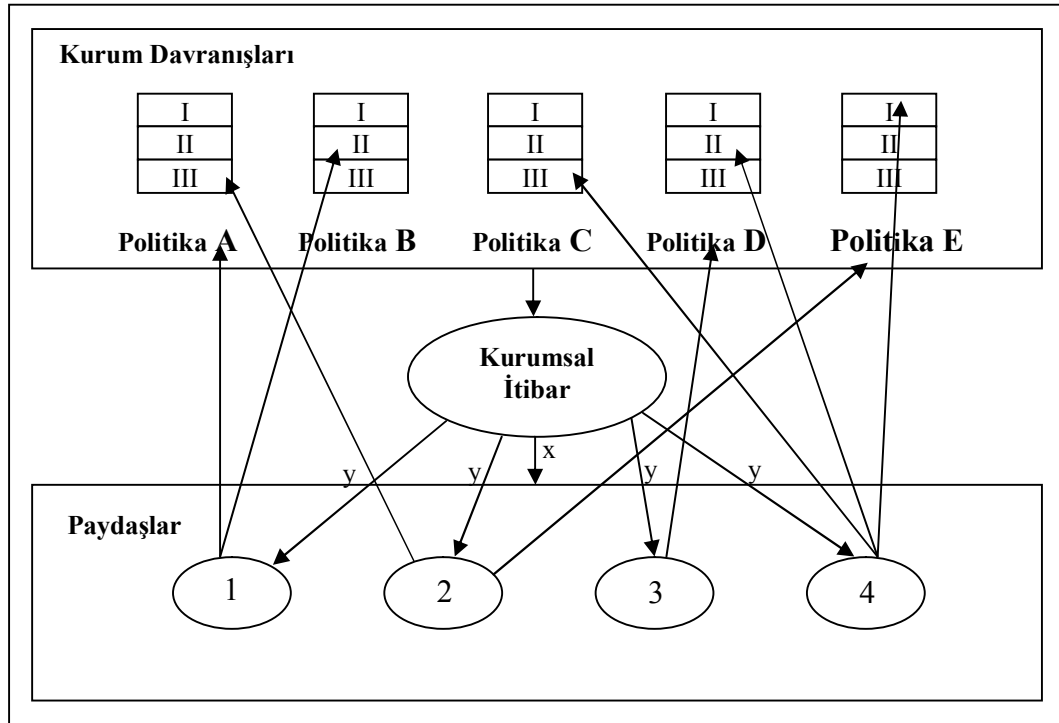 Kurum Davranışları
I I I I I
II II II II II
III III III III III
Politika A Politika B Politika C Politika D Politika E
Kurumsal
İtibar
x
y y y y
Paydaşlar
1 2 3 4